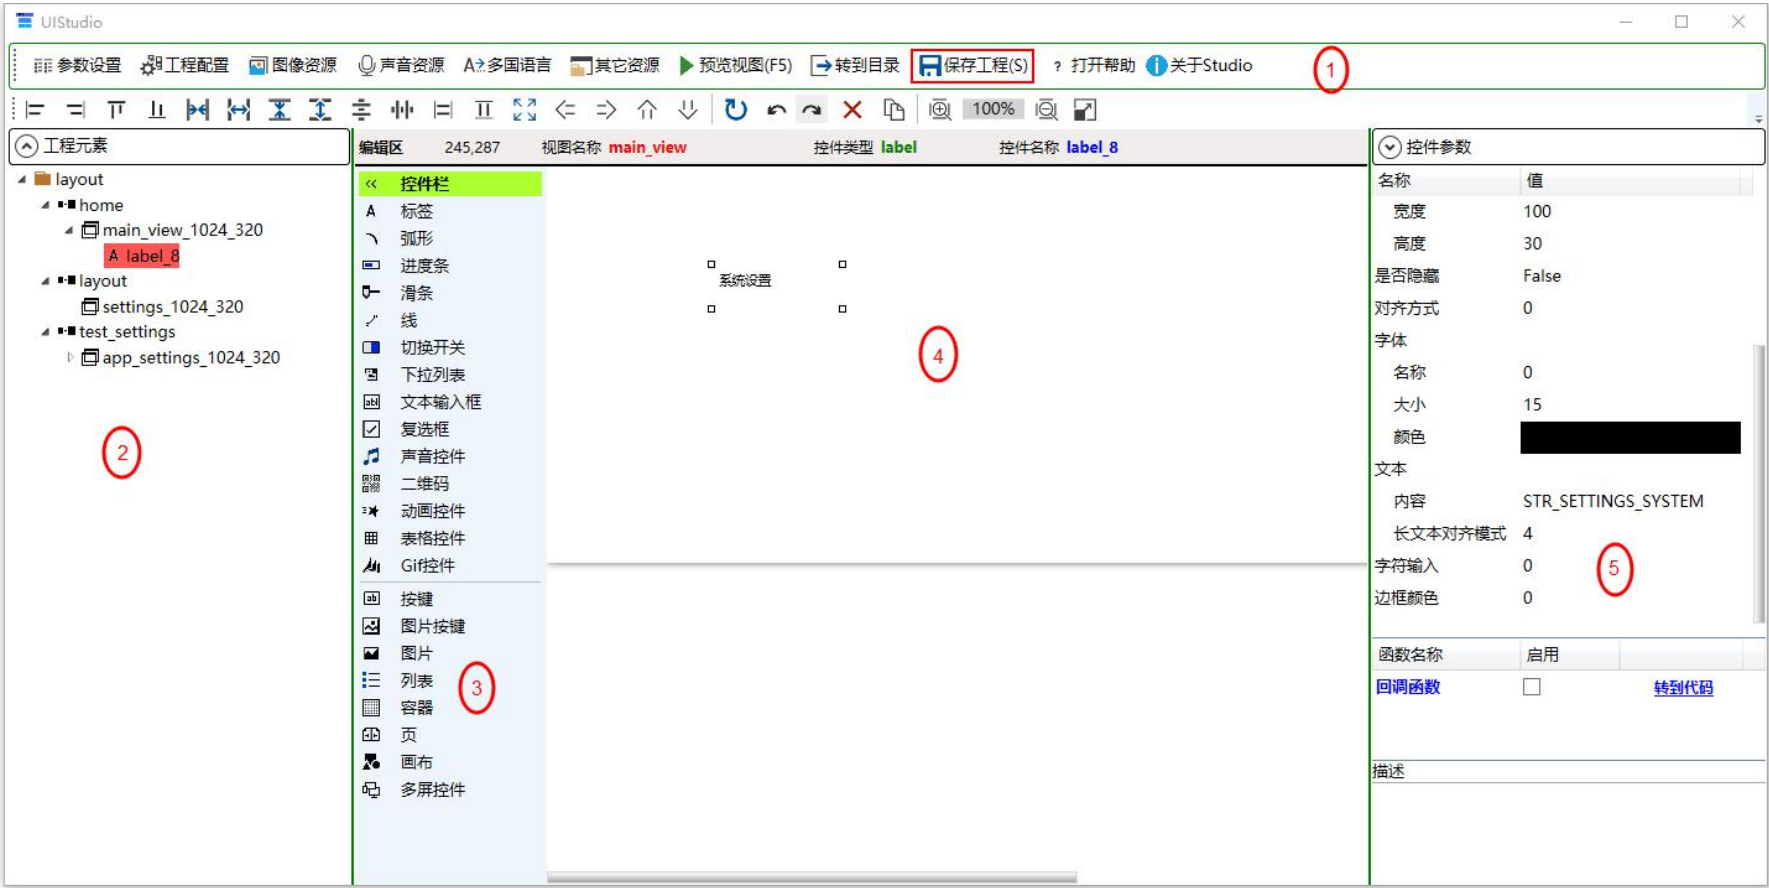 UIStudio
参数设置 工程配置 图像资源 声音资源 A 多国语言 其它资源 预览视图(F5) 转到目录 保存工程(S) ? 打开帮助 关于Studio
1
100%
工程元素
layout
home
main_view_1024_320
A label_8
layout
settings_1024_320
test_settings
app_settings_1024_320
2
编辑区 245,287 视图名称 main_view 控件类型 label 控件名称 label_8
控件栏
A 标签
弧形
进度条
滑条
线
切换开关
下拉列表
abl 文本输入框
复选框
声音控件
二维码
动画控件
表格控件
Gif控件
ab 按键
图片按键
图片
列表
容器
页
画布
多屏控件
3
系统设置
4
控件参数
名称 值
宽度 100
高度 30
是否隐藏 False
对齐方式 0
字体
名称 0
大小 15
颜色
文本
内容 STR_SETTINGS_SYSTEM
长文本对齐模式 4
字符输入 0
边框颜色 0
5
函数名称 启用
回调函数 转到代码
描述